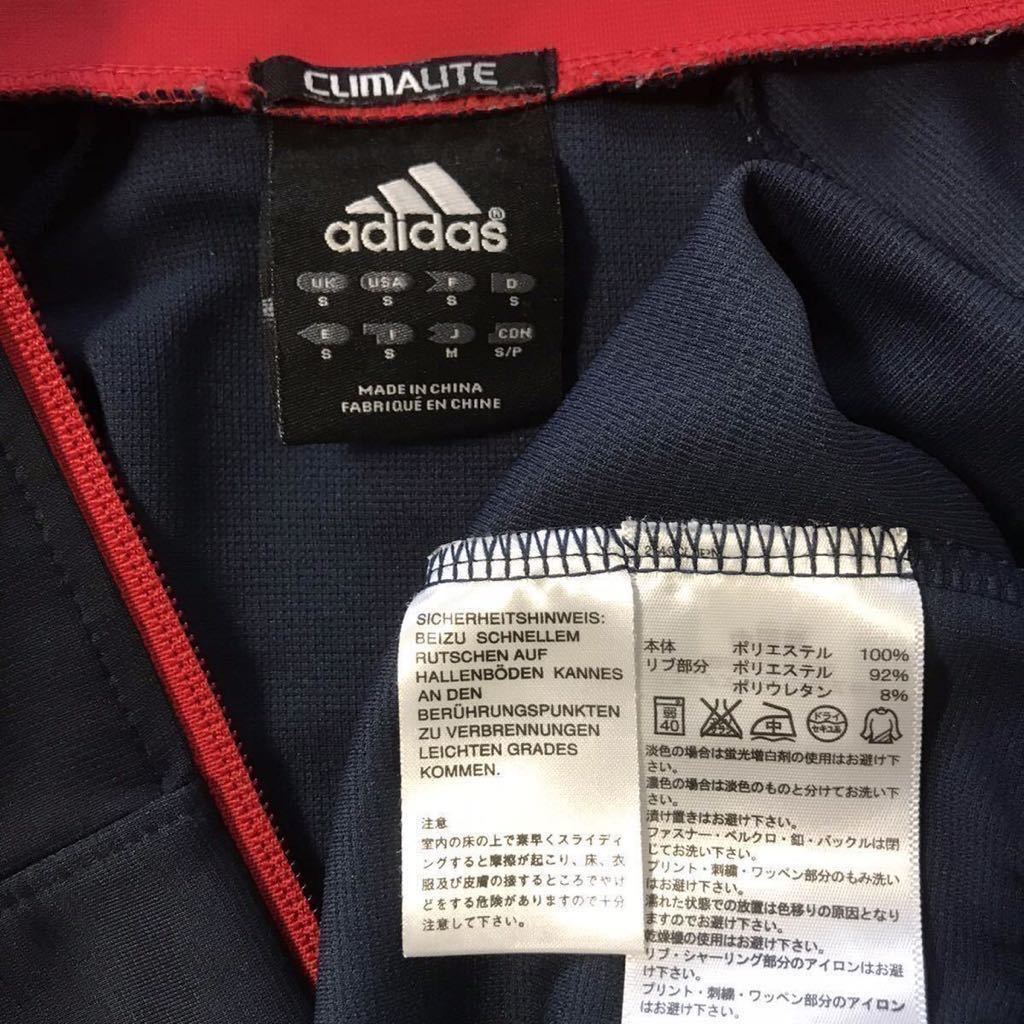 CLIMALITE
adidas®
UK USA F D
S S S S
E I J CDN
S S M S/P
MADE IN CHINA
FABRIQUÉ EN CHINE
SICHERHEITSHINWEIS:
BEIZU SCHNELLEM
RUTSCHEN AUF
HALLENBÖDEN KANNES
AN DEN
BERÜHRUNGSPUNKTEN
ZU VERBRENNUNGEN
LEICHTEN GRADES
KOMMEN.
注意
室内の床の上で素早くスライディ
ングすると摩擦が起こり、床、衣
服及び皮膚の接するところでやけ
どをする危険がありますので十分
注意して下さい。
本体 ポリエステル 100%
リブ部分 ポリエステル 92%
ポリウレタン 8%
弱 40 中 ドライ セキユ系
淡色の場合は蛍光増白剤の使用はお避け下
さい。
濃色の場合は淡色のものと分けてお洗い下
さい。
漬け置きはお避け下さい。
ファスナー・ベルクロ・釦・バックルは閉
じてお洗い下さい。
プリント・刺繍・ワッペン部分のもみ洗い
はお避け下さい。
濡れた状態での放置は色移りの原因となり
ますのでお避け下さい。
乾燥機の使用はお避け下さい。
リブ・シャーリング部分のアイロンはお避
け下さい。
プリント・刺繍・ワッペン部分のアイロン
はお避け下さい。